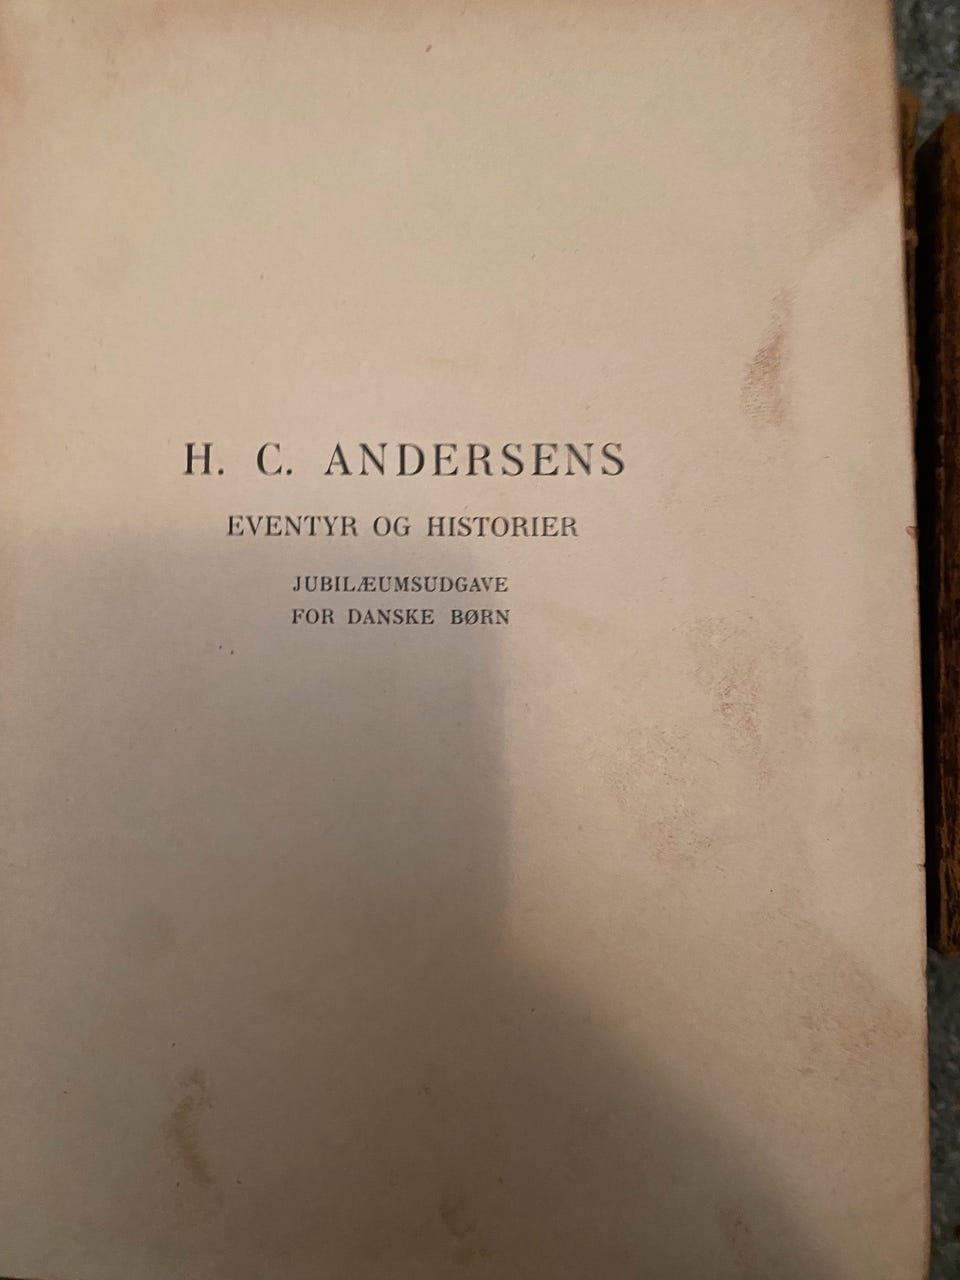 H. C. ANDERSENS
EVENTYR OG HISTORIER
JUBILÆUMSUDGAVE
FOR DANSKE BØRN